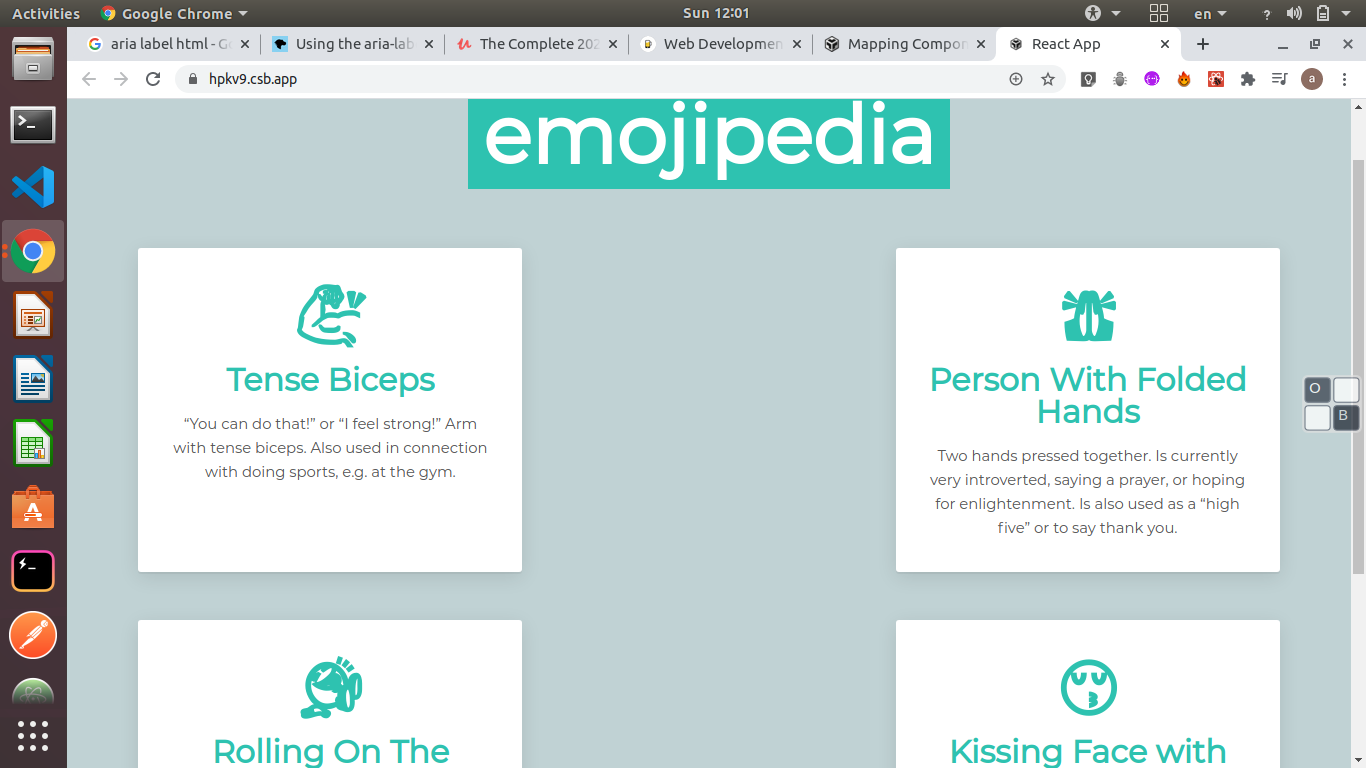 Activities
Google Chrome
Sun 12:01
en
?
aria label html - G
Using the aria-lab
The Complete 202
Web Developmen
Mapping Compon
React App
hpkv9.csb.app
a
emojipedia
Tense Biceps
“You can do that!” or “I feel strong!” Arm
with tense biceps. Also used in connection
with doing sports, e.g. at the gym.
Person With Folded
Hands
Two hands pressed together. Is currently
very introverted, saying a prayer, or hoping
for enlightenment. Is also used as a “high
five” or to say thank you.
O
B
Rolling On The
Kissing Face with